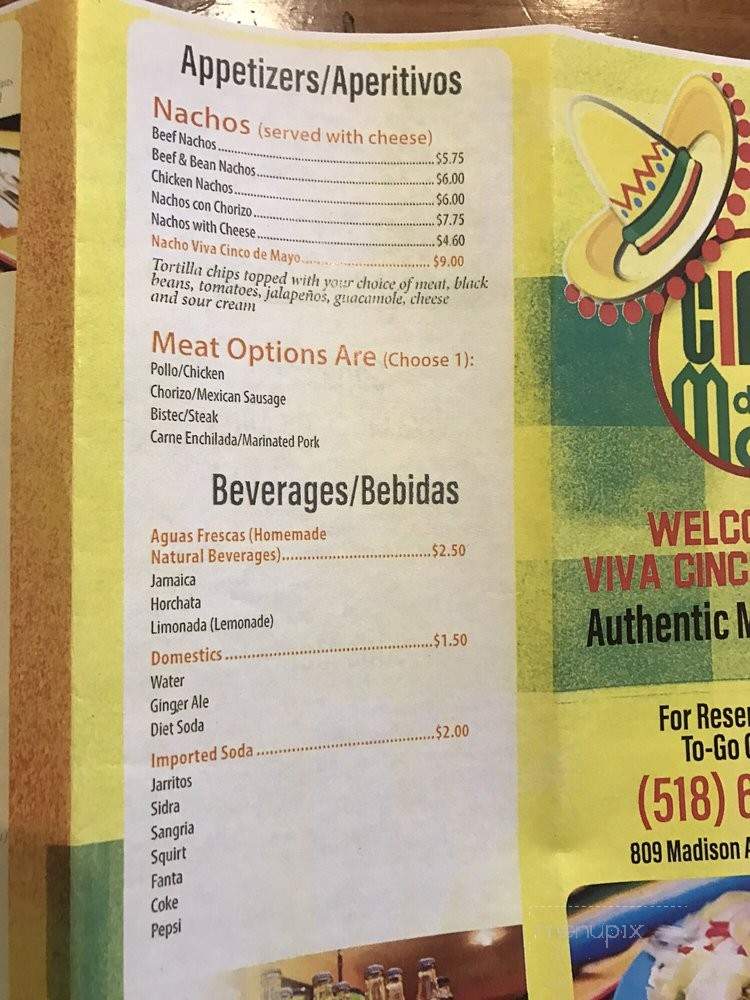 Appetizers/Aperitivos
Nachos (served with cheese)
Beef Nachos........$5.75
Beef & Bean Nachos........$6.00
Chicken Nachos........$6.00
Nachos con Chorizo........$7.75
Nachos with Cheese........$4.60
Nacho Viva Cinco de Mayo........$9.00
Tortilla chips topped with your choice of meat, black
beans, tomatoes, jalapeños, guacamole, cheese
and sour cream
Meat Options Are (Choose 1):
Pollo/Chicken
Chorizo/Mexican Sausage
Bistec/Steak
Carne Enchilada/Marinated Pork
Beverages/Bebidas
Aguas Frescas (Homemade
Natural Beverages)........$2.50
Jamaica
Horchata
Limonada (Lemonade)
Domestics........$1.50
Water
Ginger Ale
Diet Soda
Imported Soda........$2.00
Jarritos
Sidra
Sangria
Squirt
Fanta
Coke
Pepsi
VIVA
Authentic
For
To-Go
(518)
809 Madison
menupix